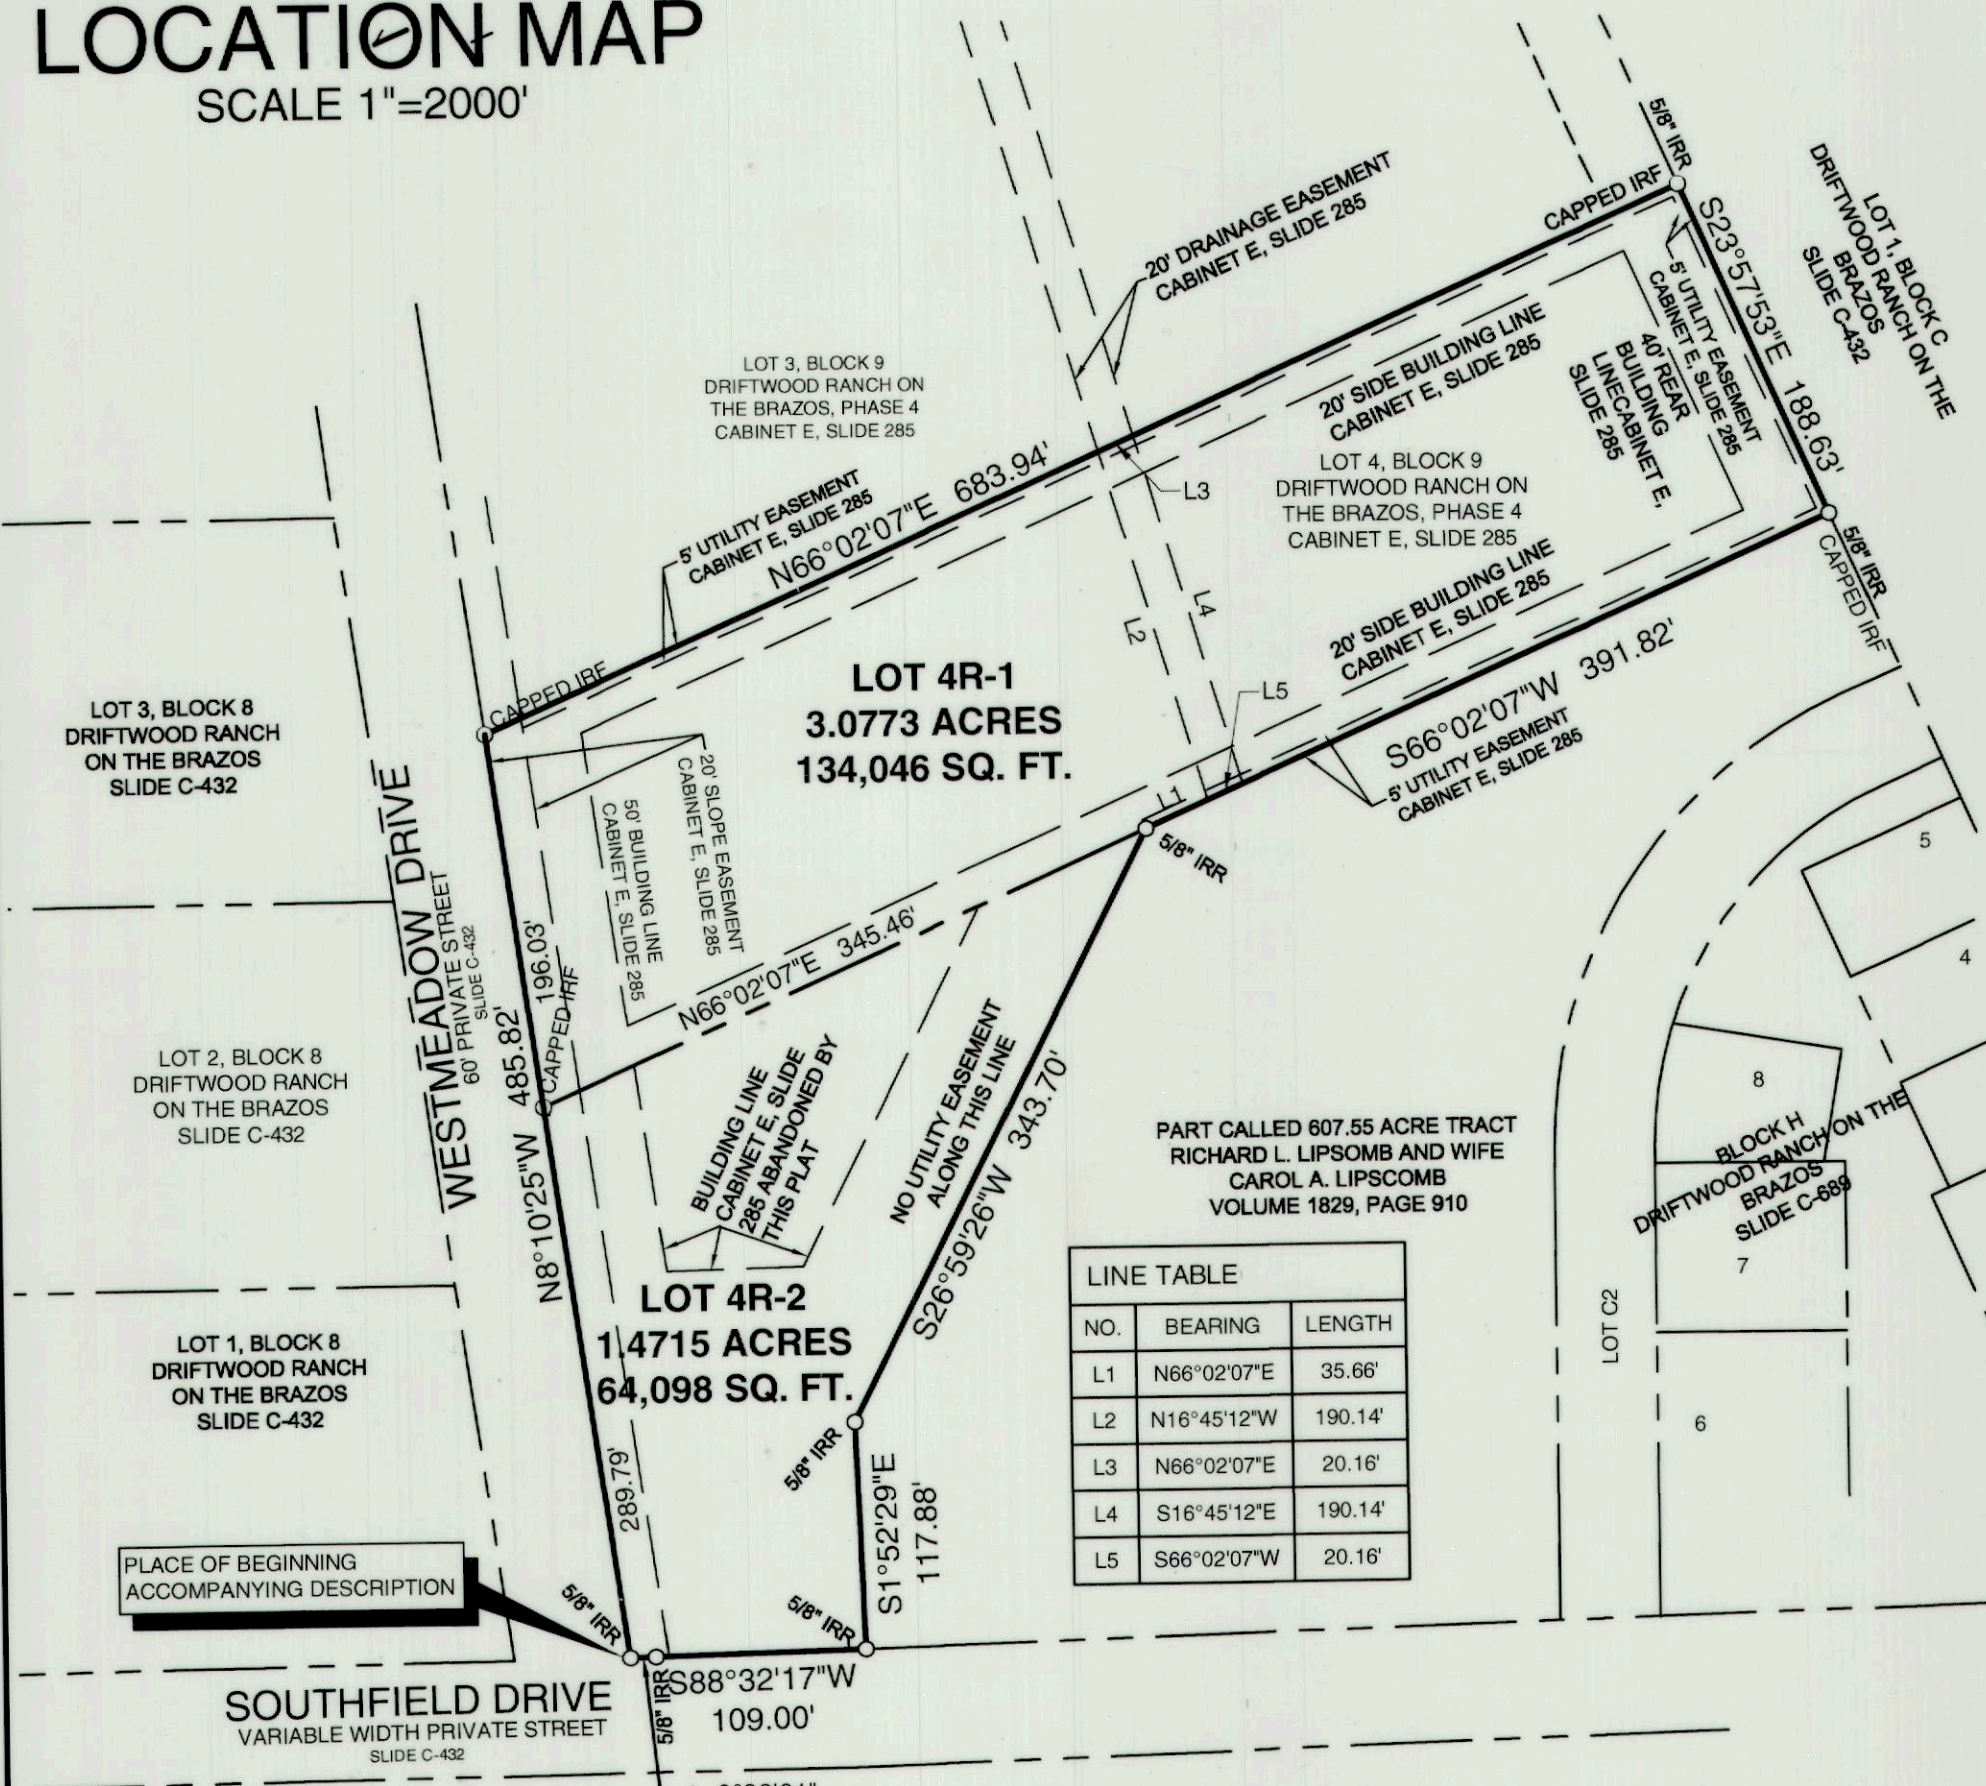 LOCATION MAP
SCALE 1"=2000'
5/8" IRR
CAPPED IRF
LOT 1, BLOCK C
DRIFTWOOD RANCH ON THE
BRAZOS
SLIDE C-432
20' DRAINAGE EASEMENT
CABINET E, SLIDE 285
S23°57'53"E 188.63'
5' UTILITY EASEMENT
CABINET E, SLIDE 285
40' REAR
BUILDING
LINECABINET E,
SLIDE 285
20' SIDE BUILDING LINE
CABINET E, SLIDE 285
LOT 3, BLOCK 9
DRIFTWOOD RANCH ON
THE BRAZOS, PHASE 4
CABINET E, SLIDE 285
LOT 4, BLOCK 9
DRIFTWOOD RANCH ON
THE BRAZOS, PHASE 4
CABINET E, SLIDE 285
5' UTILITY EASEMENT
CABINET E, SLIDE 285
N66°02'07"E 683.94'
L3
L4
L2
20' SIDE BUILDING LINE
CABINET E, SLIDE 285
5/8" IRR
CAPPED IRF
S66°02'07"W 391.82'
5' UTILITY EASEMENT
CABINET E, SLIDE 285
CAPPED IRF
LOT 4R-1
3.0773 ACRES
134,046 SQ. FT.
L5
L1
5/8" IRR
LOT 3, BLOCK 8
DRIFTWOOD RANCH
ON THE BRAZOS
SLIDE C-432
WESTMEADOW DRIVE
60' PRIVATE STREET
SLIDE C-432
20' SLOPE EASEMENT
CABINET E, SLIDE 285
50' BUILDING LINE
CABINET E, SLIDE 285
196.03'
CAPPED IRF
N66°02'07"E 345.46'
N8°10'25"W 485.82'
LOT 2, BLOCK 8
DRIFTWOOD RANCH
ON THE BRAZOS
SLIDE C-432
BUILDING LINE
CABINET E, SLIDE
285 ABANDONED BY
THIS PLAT
NO UTILITY EASEMENT
ALONG THIS LINE
S26°59'26"W 343.70'
5
4
8
BLOCK H
DRIFTWOOD RANCH ON THE
BRAZOS
SLIDE C-689
7
6
LOT C2
PART CALLED 607.55 ACRE TRACT
RICHARD L. LIPSOMB AND WIFE
CAROL A. LIPSCOMB
VOLUME 1829, PAGE 910
LOT 4R-2
1.4715 ACRES
64,098 SQ. FT.
LOT 1, BLOCK 8
DRIFTWOOD RANCH
ON THE BRAZOS
SLIDE C-432
LINE TABLE
NO. BEARING LENGTH
L1 N66°02'07"E 35.66'
L2 N16°45'12"W 190.14'
L3 N66°02'07"E 20.16'
L4 S16°45'12"E 190.14'
L5 S66°02'07"W 20.16'
5/8" IRR
289.79'
S1°52'29"E
117.88'
PLACE OF BEGINNING
ACCOMPANYING DESCRIPTION
5/8" IRR
5/8" IRR
5/8" IRR
S88°32'17"W
109.00'
SOUTHFIELD DRIVE
VARIABLE WIDTH PRIVATE STREET
SLIDE C-432